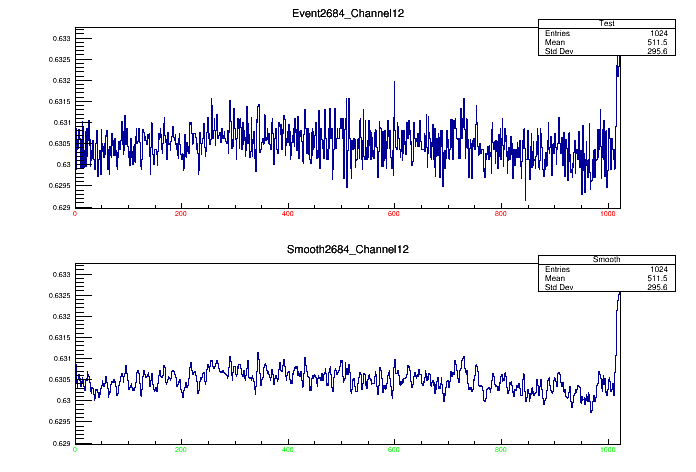 Event2684_Channel12
Test
Entries 1024
Mean 511.5
Std Dev 295.6
0.633
0.6325
0.632
0.6315
0.631
0.6305
0.63
0.6295
0.629
0 200 400 600 800 1000
Smooth2684_Channel12
Smooth
Entries 1024
Mean 511.5
Std Dev 295.6
0.633
0.6325
0.632
0.6315
0.631
0.6305
0.63
0.6295
0.629
0 200 400 600 800 1000